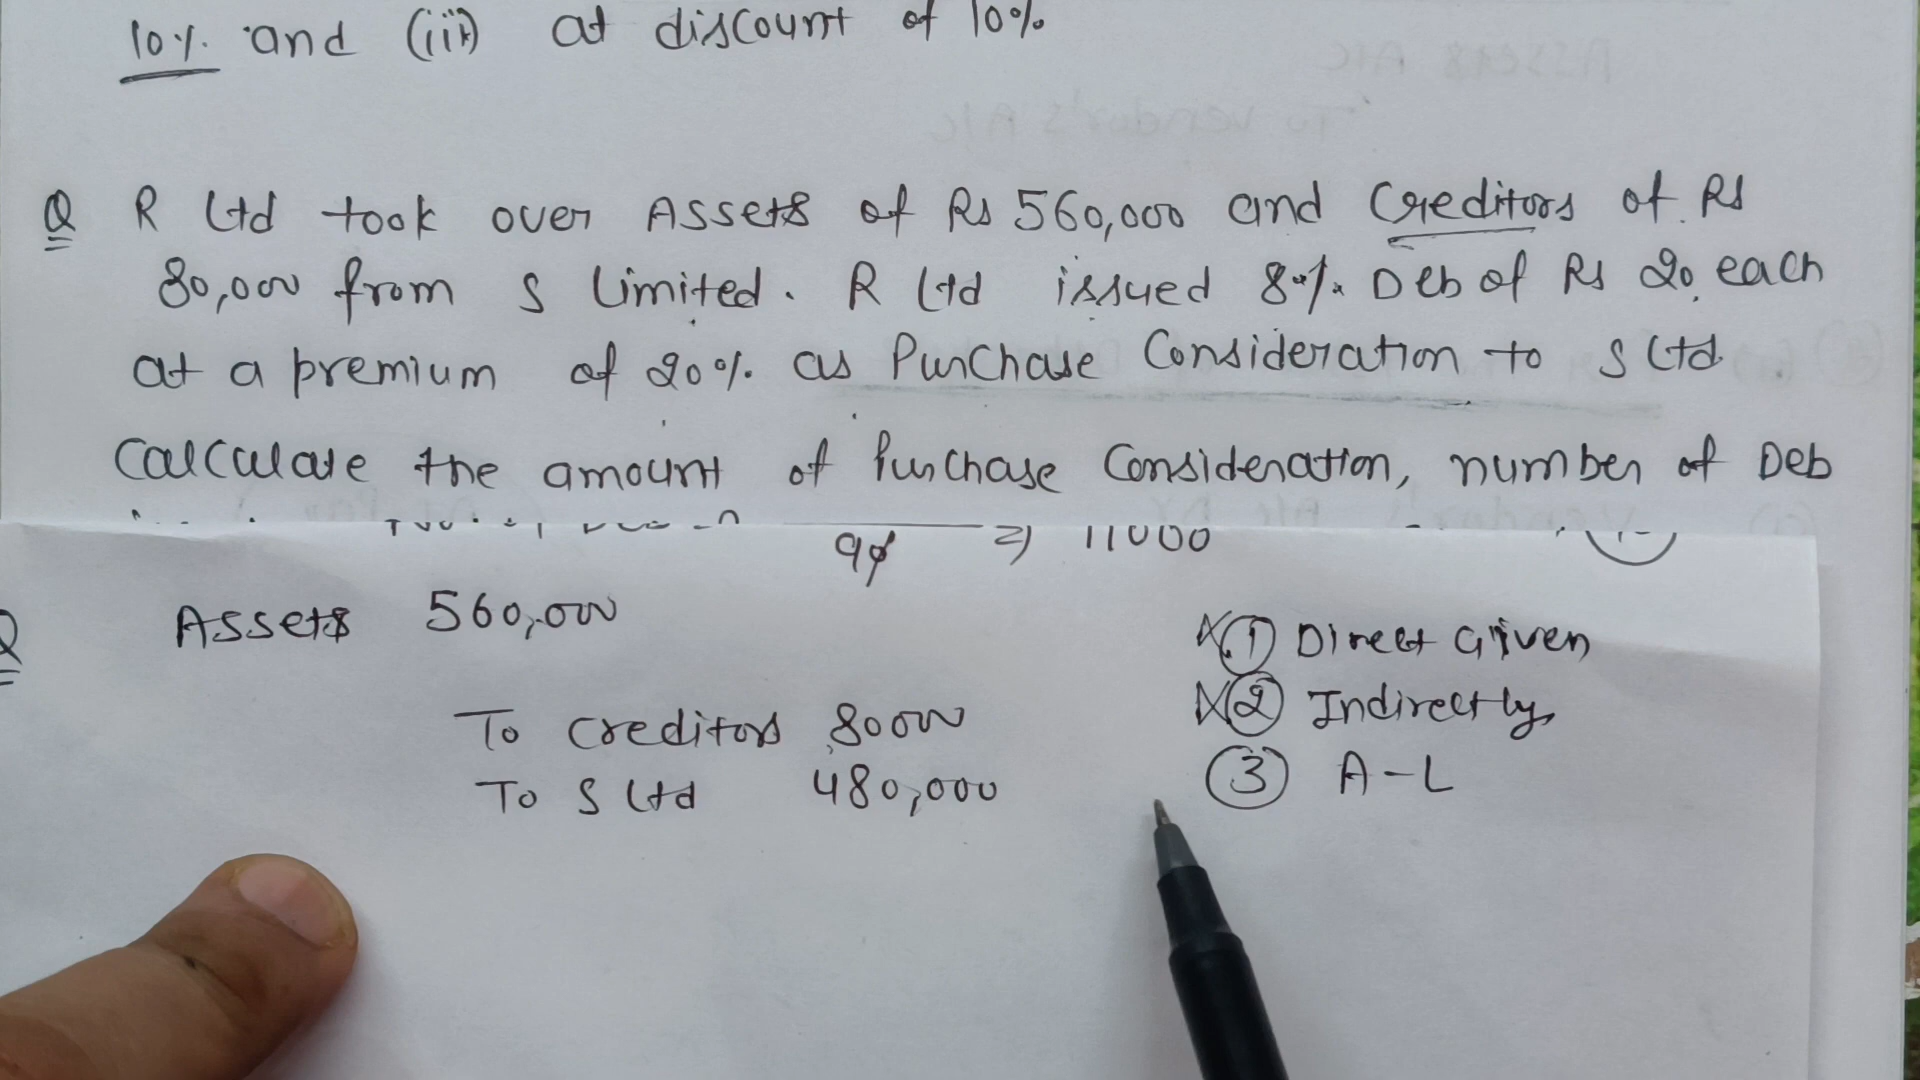 10%. and (iii) at discount of 10%
Q R Ltd took over Assets of Rs 560,000 and Creditors of Rs
80,000 from S Limited. R Ltd issued 8%. Deb of Rs 20 each
at a premium of 20%. as Purchase Consideration to S Ltd.
Calculate the amount of Purchase Consideration, number of Deb
90 => 11000
Q Assets 560,000
To Creditors 80000
To S Ltd 480,000
① Direct Given
② Indirectly
③ A-L